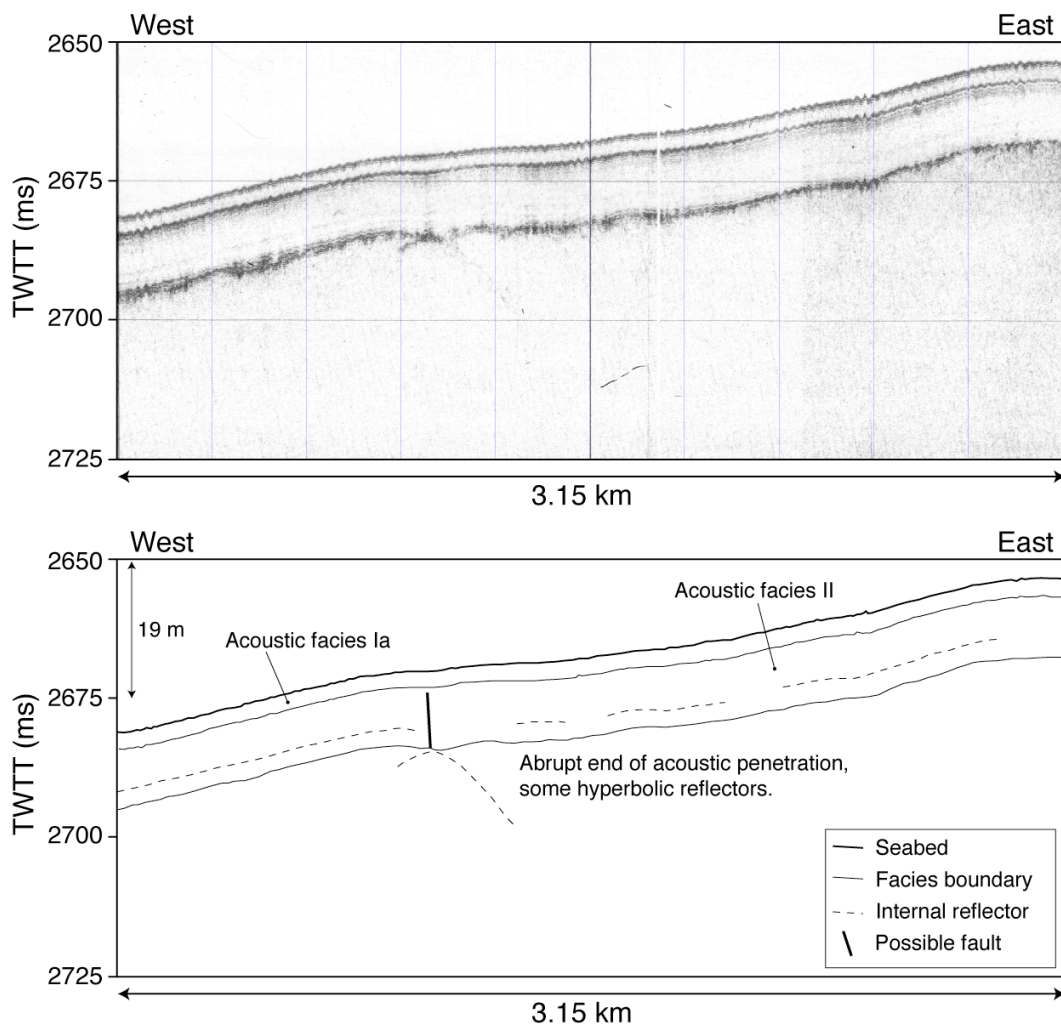 West
East
2650
2675
2700
2725
TWTT (ms)
3.15 km
West
East
2650
19 m
Acoustic facies Ia
Acoustic facies II
2675
Abrupt end of acoustic penetration,
some hyperbolic reflectors.
2700
2725
TWTT (ms)
Seabed
Facies boundary
Internal reflector
Possible fault
3.15 km